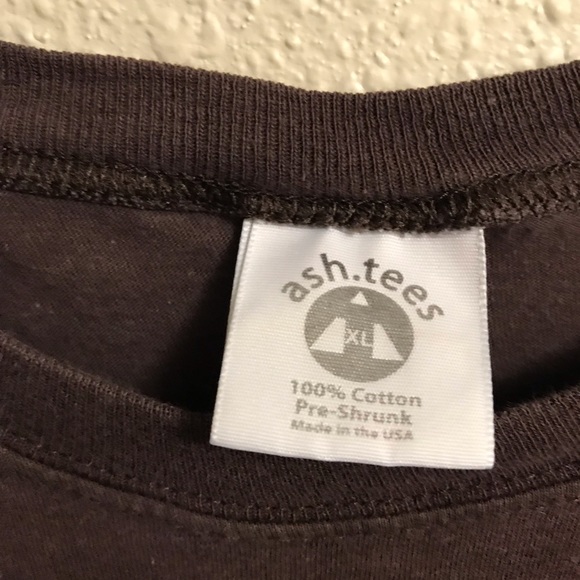 ash.tees
XL
100% Cotton
Pre-Shrunk
Made in the USA